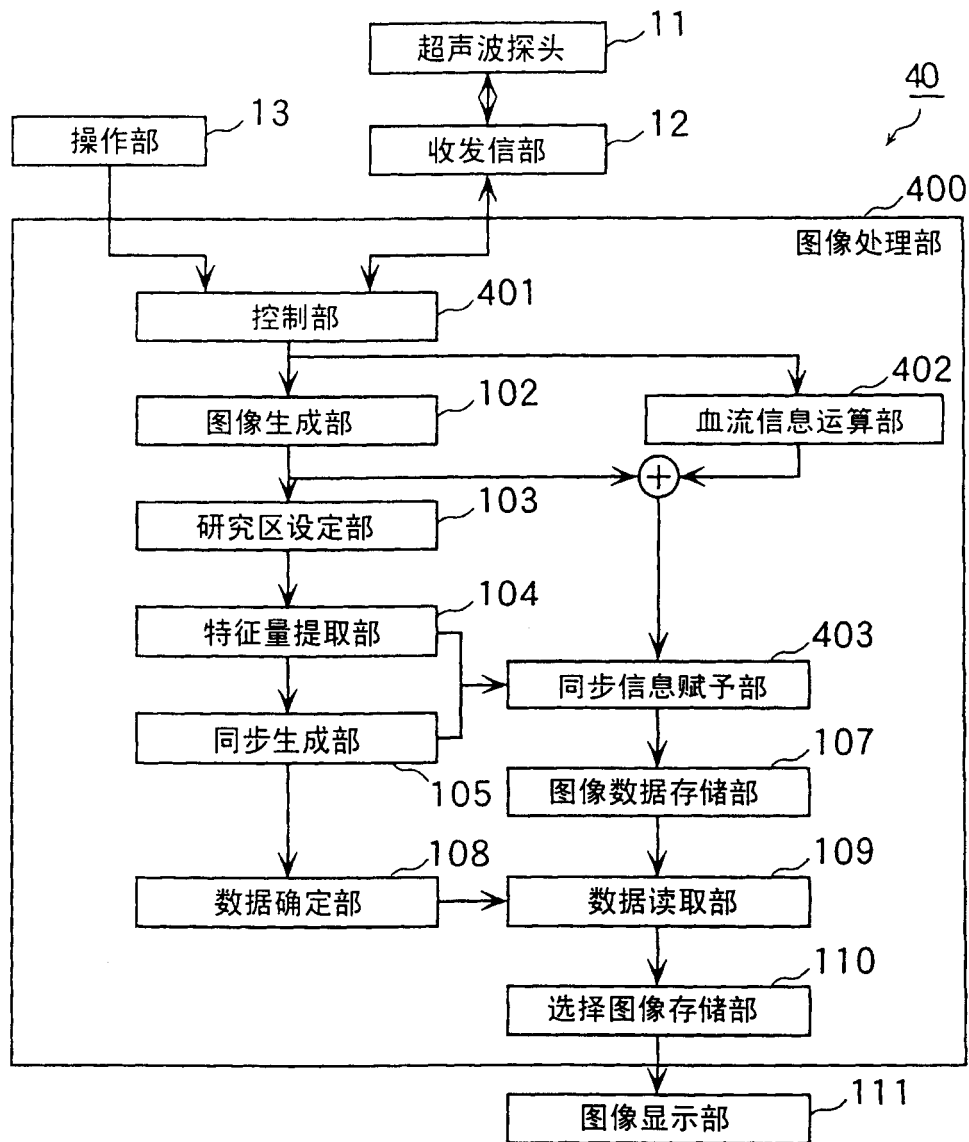 超声波探头
11
40
操作部
13
收发信部
12
400
图像处理部
控制部
401
图像生成部
102
血流信息运算部
402
+
研究区设定部
103
特征量提取部
104
同步信息赋予部
403
同步生成部
105
图像数据存储部
107
数据确定部
108
数据读取部
109
选择图像存储部
110
图像显示部
111